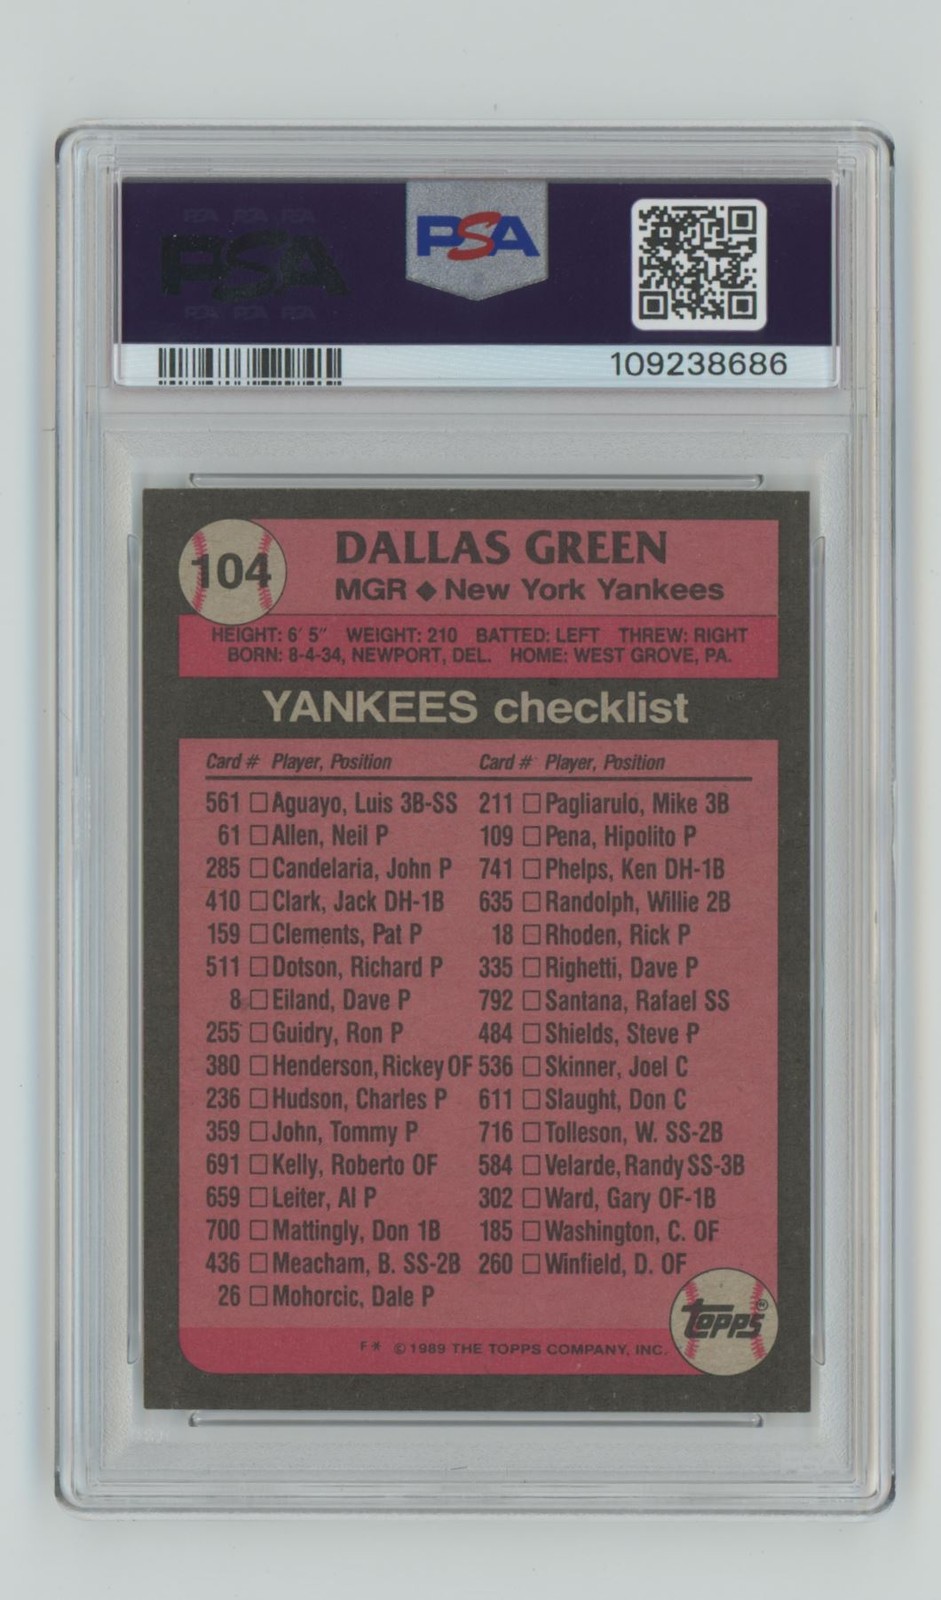 PSA PSA PSA
PSA
PSA PSA PSA
PSA
109238686
104
DALLAS GREEN
MGR ◆ New York Yankees
HEIGHT: 6' 5" WEIGHT: 210 BATTED: LEFT THREW: RIGHT
BORN: 8-4-34, NEWPORT, DEL. HOME: WEST GROVE, PA.
YANKEES checklist
Card # Player, Position
561 □ Aguayo, Luis 3B-SS
61 □ Allen, Neil P
285 □ Candelaria, John P
410 □ Clark, Jack DH-1B
159 □ Clements, Pat P
511 □ Dotson, Richard P
8 □ Eiland, Dave P
255 □ Guidry, Ron P
380 □ Henderson, Rickey OF
236 □ Hudson, Charles P
359 □ John, Tommy P
691 □ Kelly, Roberto OF
659 □ Leiter, Al P
700 □ Mattingly, Don 1B
436 □ Meacham, B. SS-2B
26 □ Mohorcic, Dale P
Card # Player, Position
211 □ Pagliarulo, Mike 3B
109 □ Pena, Hipolito P
741 □ Phelps, Ken DH-1B
635 □ Randolph, Willie 2B
18 □ Rhoden, Rick P
335 □ Righetti, Dave P
792 □ Santana, Rafael SS
484 □ Shields, Steve P
536 □ Skinner, Joel C
611 □ Slaught, Don C
716 □ Tolleson, W. SS-2B
584 □ Velarde, Randy SS-3B
302 □ Ward, Gary OF-1B
185 □ Washington, C. OF
260 □ Winfield, D. OF
Topps®
F* © 1989 THE TOPPS COMPANY, INC.